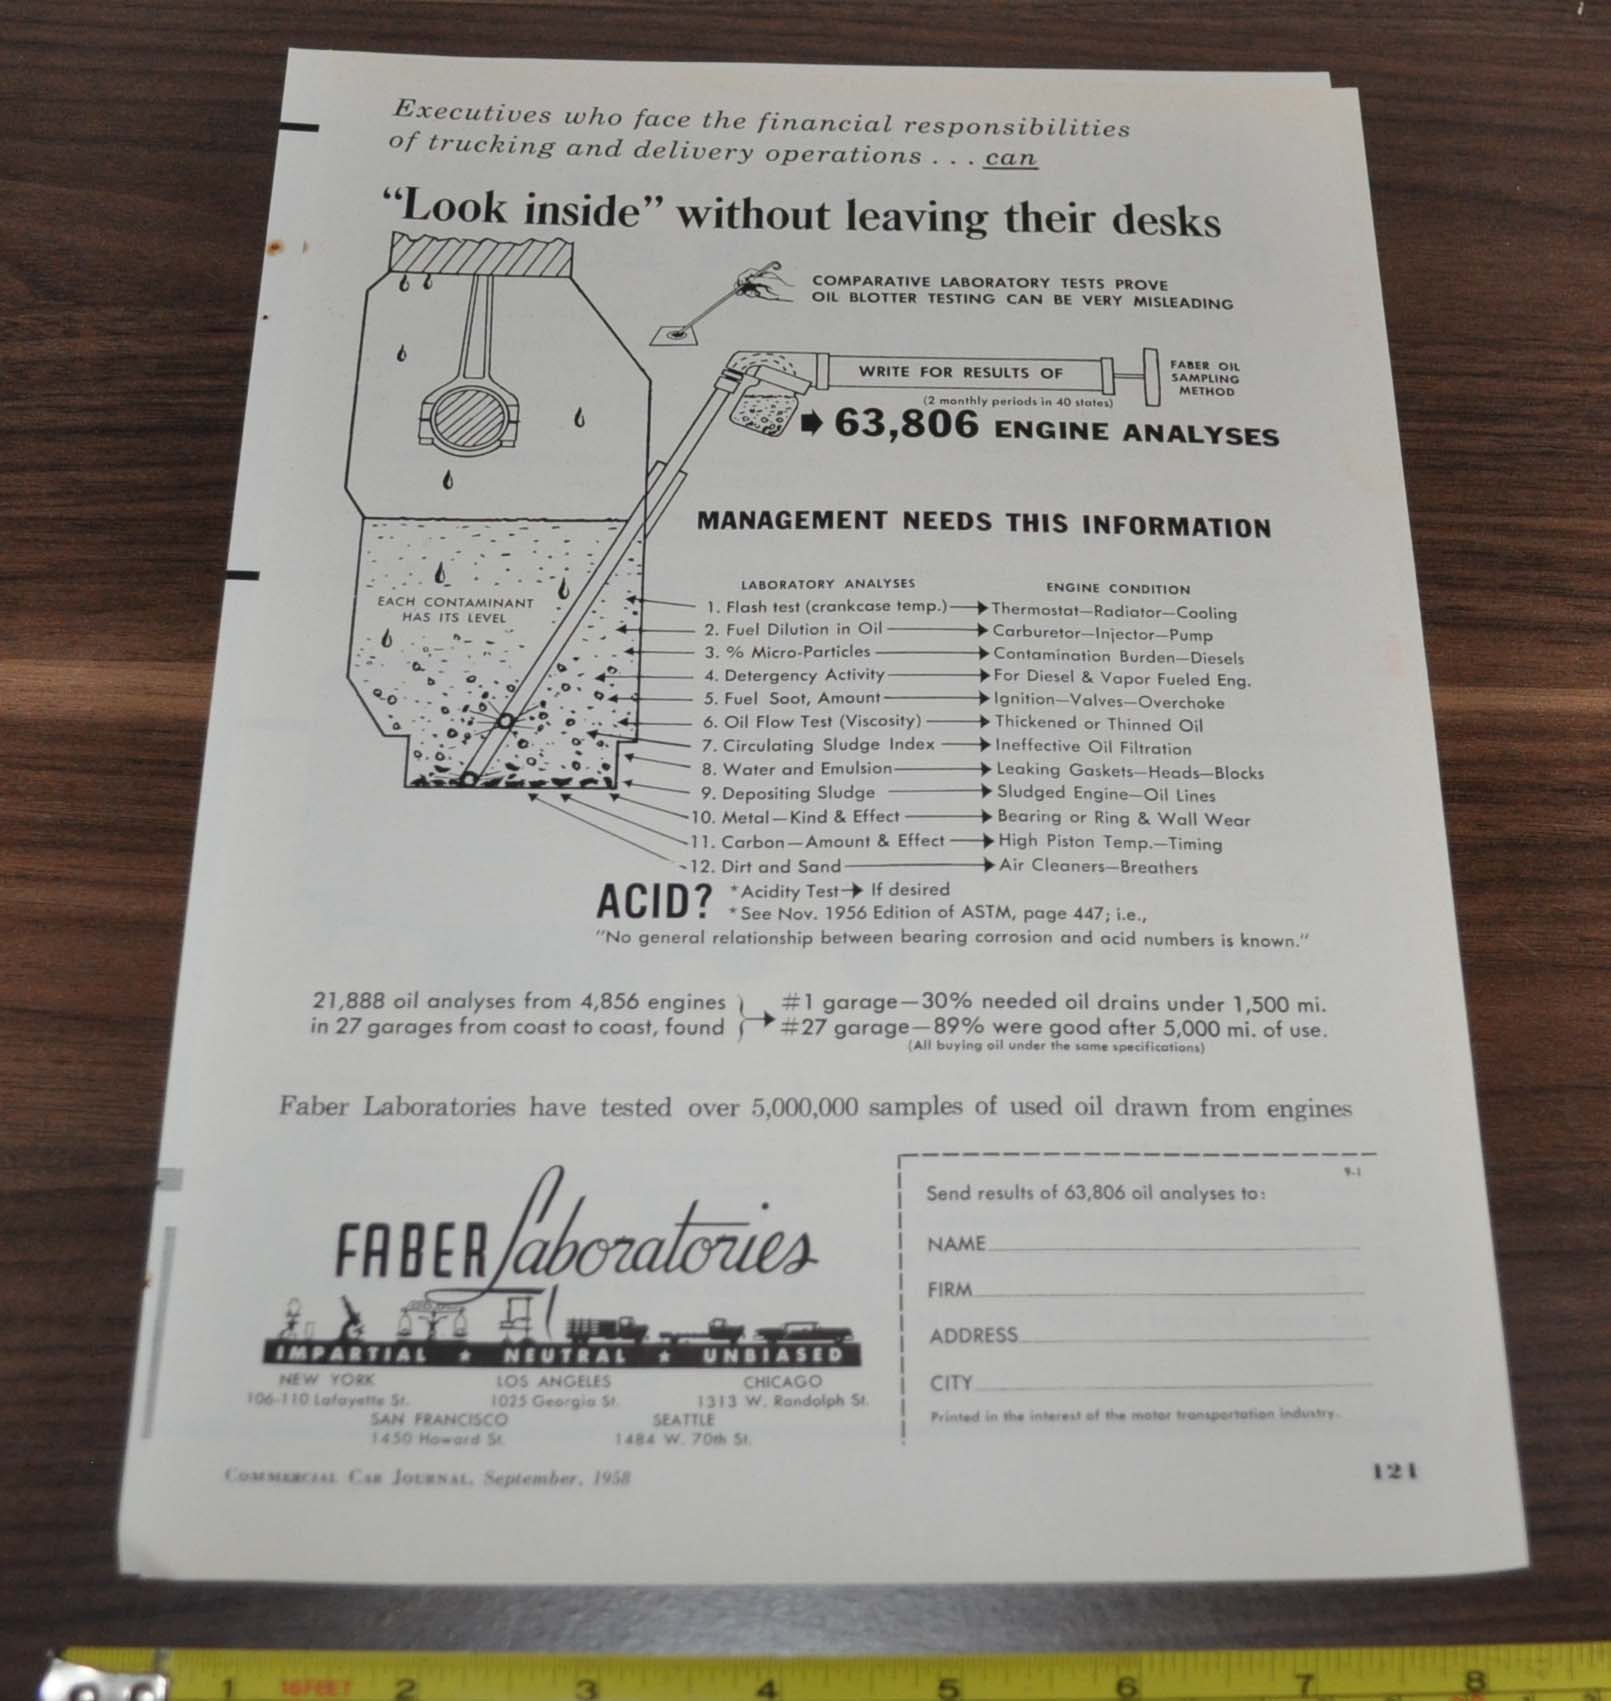 Executives who face the financial responsibilities
of trucking and delivery operations . . . can
“Look inside” without leaving their desks
COMPARATIVE LABORATORY TESTS PROVE
OIL BLOTTER TESTING CAN BE VERY MISLEADING
WRITE FOR RESULTS OF
FABER OIL
SAMPLING
METHOD
(2 monthly periods in 40 states)
63,806 ENGINE ANALYSES
MANAGEMENT NEEDS THIS INFORMATION
EACH CONTAMINANT
HAS ITS LEVEL
LABORATORY ANALYSES ENGINE CONDITION
1. Flash test (crankcase temp.) Thermostat—Radiator—Cooling
2. Fuel Dilution in Oil Carburetor—Injector—Pump
3. % Micro-Particles Contamination Burden—Diesels
4. Detergency Activity For Diesel & Vapor Fueled Eng.
5. Fuel Soot, Amount Ignition—Valves—Overchoke
6. Oil Flow Test (Viscosity) Thickened or Thinned Oil
7. Circulating Sludge Index Ineffective Oil Filtration
8. Water and Emulsion Leaking Gaskets—Heads—Blocks
9. Depositing Sludge Sludged Engine—Oil Lines
10. Metal—Kind & Effect Bearing or Ring & Wall Wear
11. Carbon—Amount & Effect High Piston Temp.—Timing
12. Dirt and Sand Air Cleaners—Breathers
ACID? *Acidity Test If desired
*See Nov. 1956 Edition of ASTM, page 447; i.e.,
"No general relationship between bearing corrosion and acid numbers is known."
21,888 oil analyses from 4,856 engines #1 garage—30% needed oil drains under 1,500 mi.
in 27 garages from coast to coast, found #27 garage—89% were good after 5,000 mi. of use.
(All buying oil under the same specifications)
Faber Laboratories have tested over 5,000,000 samples of used oil drawn from engines
FABER Laboratories
IMPARTIAL ★ NEUTRAL ★ UNBIASED
NEW YORK LOS ANGELES CHICAGO
106-110 Lafayette St. 1025 Georgia St. 1313 W. Randolph St.
SAN FRANCISCO SEATTLE
1450 Howard St. 1484 W. 70th St.
9-1
Send results of 63,806 oil analyses to:
NAME
FIRM
ADDRESS
CITY
Printed in the interest of the motor transportation industry.
COMMERCIAL CAR JOURNAL, September, 1958
121
1 16FEET 2 3 4 5 6 7 8